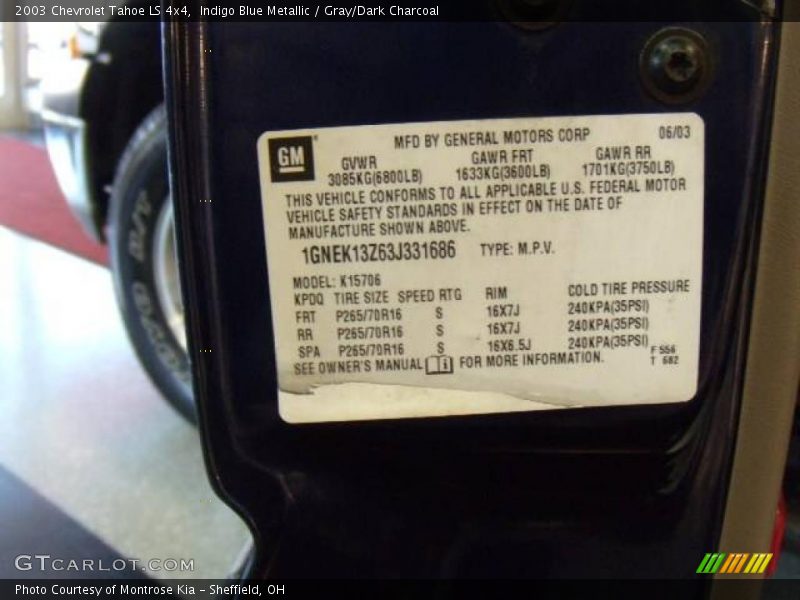 2003 Chevrolet Tahoe LS 4x4, Indigo Blue Metallic / Gray/Dark Charcoal
GM
MFD BY GENERAL MOTORS CORP 06/03
GVWR GAWR FRT GAWR RR
3085KG(6800LB) 1633KG(3600LB) 1701KG(3750LB)
THIS VEHICLE CONFORMS TO ALL APPLICABLE U.S. FEDERAL MOTOR
VEHICLE SAFETY STANDARDS IN EFFECT ON THE DATE OF
MANUFACTURE SHOWN ABOVE.
1GNEK13Z63J331686 TYPE: M.P.V.
MODEL: K15706
KPDQ TIRE SIZE SPEED RTG RIM COLD TIRE PRESSURE
FRT P265/70R16 S 16X7J 240KPA(35PSI)
RR P265/70R16 S 16X7J 240KPA(35PSI)
SPA P265/70R16 S 16X6.5J 240KPA(35PSI)
SEE OWNER'S MANUAL FOR MORE INFORMATION.
F 556
T 682
GTcarlot.com
Photo Courtesy of Montrose Kia – Sheffield, OH